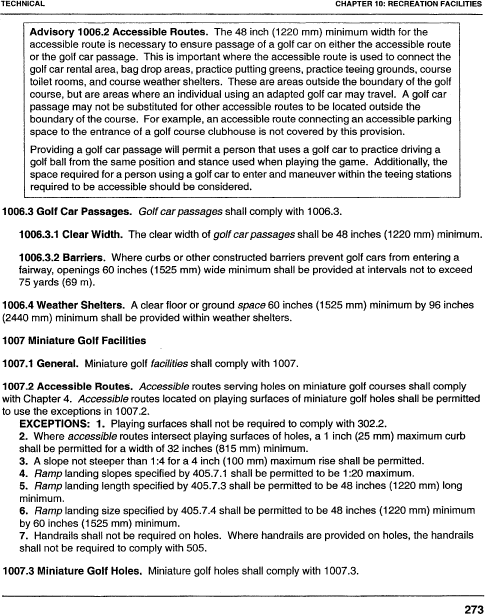 TECHNICAL
CHAPTER 10: RECREATION FACILITIES
Advisory 1006.2 Accessible Routes. The 48 inch (1220 mm) minimum width for the
accessible route is necessary to ensure passage of a golf car on either the accessible route
or the golf car passage. This is important where the accessible route is used to connect the
golf car rental area, bag drop areas, practice putting greens, practice teeing grounds, course
toilet rooms, and course weather shelters. These are areas outside the boundary of the golf
course, but are areas where an individual using an adapted golf car may travel. A golf car
passage may not be substituted for other accessible routes to be located outside the
boundary of the course. For example, an accessible route connecting an accessible parking
space to the entrance of a golf course clubhouse is not covered by this provision.
Providing a golf car passage will permit a person that uses a golf car to practice driving a
golf ball from the same position and stance used when playing the game. Additionally, the
space required for a person using a golf car to enter and maneuver within the teeing stations
required to be accessible should be considered.
1006.3 Golf Car Passages. Golf car passages shall comply with 1006.3.
1006.3.1 Clear Width. The clear width of golf car passages shall be 48 inches (1220 mm) minimum.
1006.3.2 Barriers. Where curbs or other constructed barriers prevent golf cars from entering a
fairway, openings 60 inches (1525 mm) wide minimum shall be provided at intervals not to exceed
75 yards (69 m).
1006.4 Weather Shelters. A clear floor or ground space 60 inches (1525 mm) minimum by 96 inches
(2440 mm) minimum shall be provided within weather shelters.
1007 Miniature Golf Facilities
1007.1 General. Miniature golf facilities shall comply with 1007.
1007.2 Accessible Routes. Accessible routes serving holes on miniature golf courses shall comply
with Chapter 4. Accessible routes located on playing surfaces of miniature golf holes shall be permitted
to use the exceptions in 1007.2.
EXCEPTIONS: 1. Playing surfaces shall not be required to comply with 302.2.
2. Where accessible routes intersect playing surfaces of holes, a 1 inch (25 mm) maximum curb
shall be permitted for a width of 32 inches (815 mm) minimum.
3. A slope not steeper than 1:4 for a 4 inch (100 mm) maximum rise shall be permitted.
4. Ramp landing slopes specified by 405.7.1 shall be permitted to be 1:20 maximum.
5. Ramp landing length specified by 405.7.3 shall be permitted to be 48 inches (1220 mm) long
minimum.
6. Ramp landing size specified by 405.7.4 shall be permitted to be 48 inches (1220 mm) minimum
by 60 inches (1525 mm) minimum.
7. Handrails shall not be required on holes. Where handrails are provided on holes, the handrails
shall not be required to comply with 505.
1007.3 Miniature Golf Holes. Miniature golf holes shall comply with 1007.3.
273